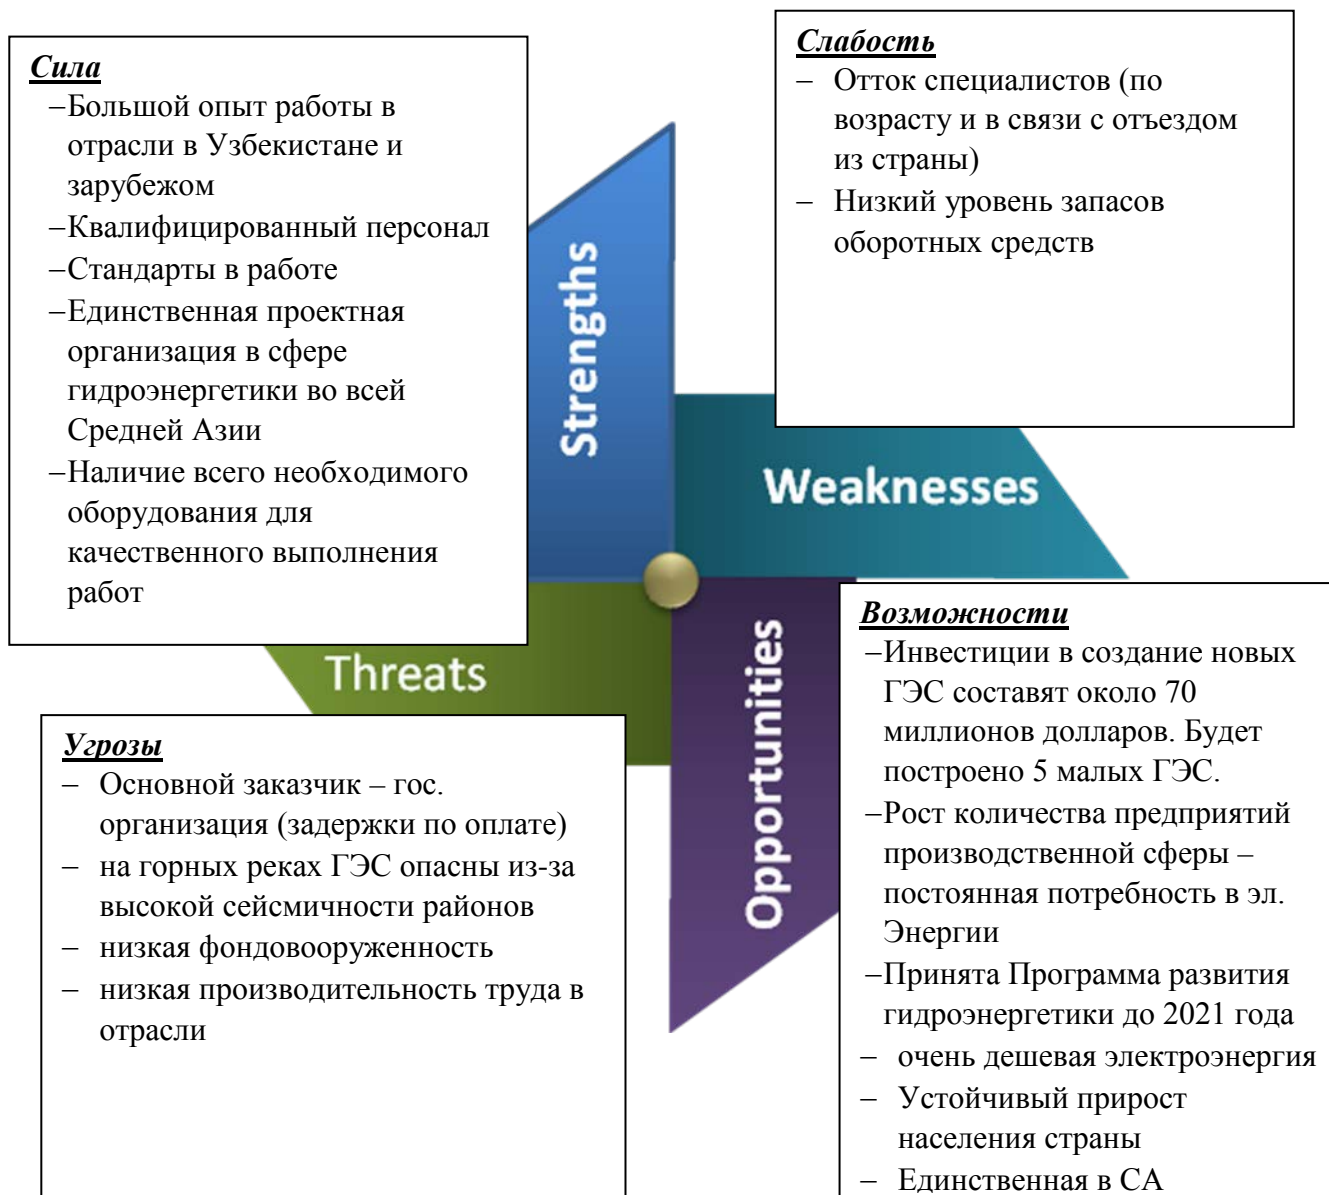 Сила
–Большой опыт работы в
отрасли в Узбекистане и
зарубежом
–Квалифицированный персонал
–Стандарты в работе
–Единственная проектная
организация в сфере
гидроэнергетики во всей
Средней Азии
–Наличие всего необходимого
оборудования для
качественного выполнения
работ
Слабость
– Отток специалистов (по
возрасту и в связи с отъездом
из страны)
– Низкий уровень запасов
оборотных средств
Strengths
Weaknesses
Threats
Opportunities
Угрозы
– Основной заказчик – гос.
организация (задержки по оплате)
– на горных реках ГЭС опасны из-за
высокой сейсмичности районов
– низкая фондовооруженность
– низкая производительность труда в
отрасли
Возможности
–Инвестиции в создание новых
ГЭС составят около 70
миллионов долларов. Будет
построено 5 малых ГЭС.
–Рост количества предприятий
производственной сферы –
постоянная потребность в эл.
Энергии
–Принята Программа развития
гидроэнергетики до 2021 года
– очень дешевая электроэнергия
– Устойчивый прирост
населения страны
– Единственная в СА